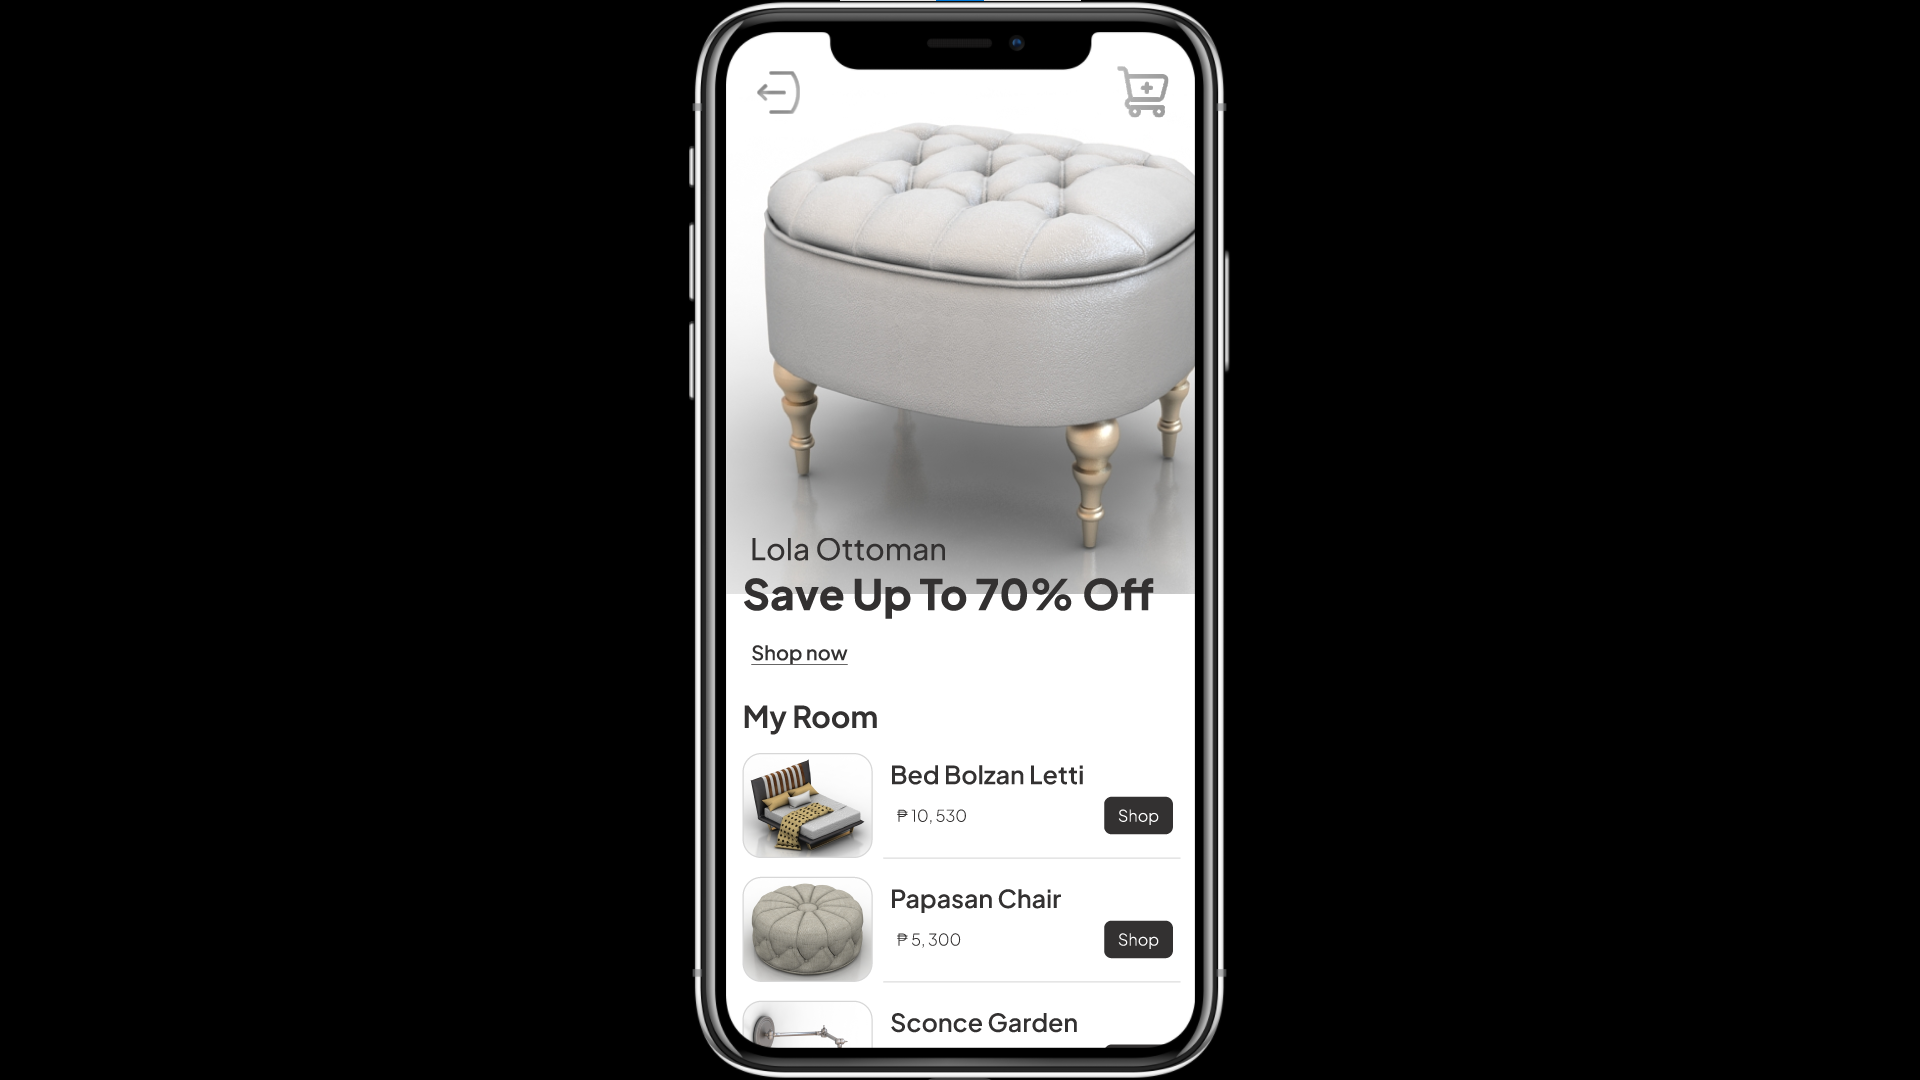 Lola Ottoman
Save Up To 70% Off
Shop now
My Room
Bed Bolzan Letti
₱ 10, 530
Shop
Papasan Chair
₱ 5, 300
Shop
Sconce Garden